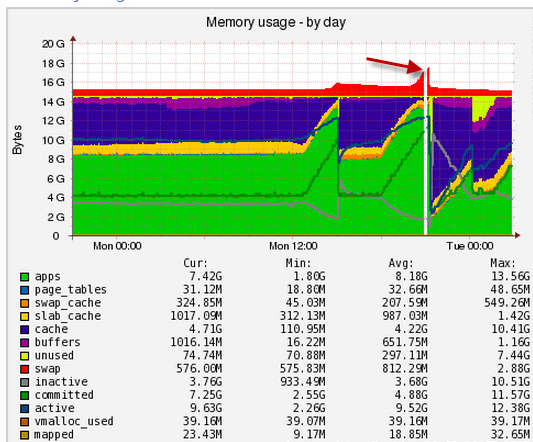 Memory usage - by day
20 G
18 G
16 G
14 G
12 G
10 G
8 G
6 G
4 G
2 G
0
Bytes
Mon 00:00 Mon 12:00 Tue 00:00
Cur: Min: Avg: Max:
apps 7.42G 1.80G 8.18G 13.56G
page_tables 31.12M 18.80M 32.66M 48.65M
swap_cache 324.85M 45.03M 207.59M 549.26M
slab_cache 1017.09M 312.13M 987.03M 1.42G
cache 4.71G 110.95M 4.22G 10.41G
buffers 1016.14M 16.22M 651.75M 1.16G
unused 74.74M 70.88M 297.11M 7.44G
swap 576.00M 575.83M 812.29M 2.88G
inactive 3.76G 933.49M 3.68G 10.51G
committed 7.25G 2.55G 4.88G 11.57G
active 9.63G 2.26G 9.52G 12.38G
vmalloc_used 39.16M 39.07M 39.16M 39.17M
mapped 23.43M 9.17M 18.85M 32.65M